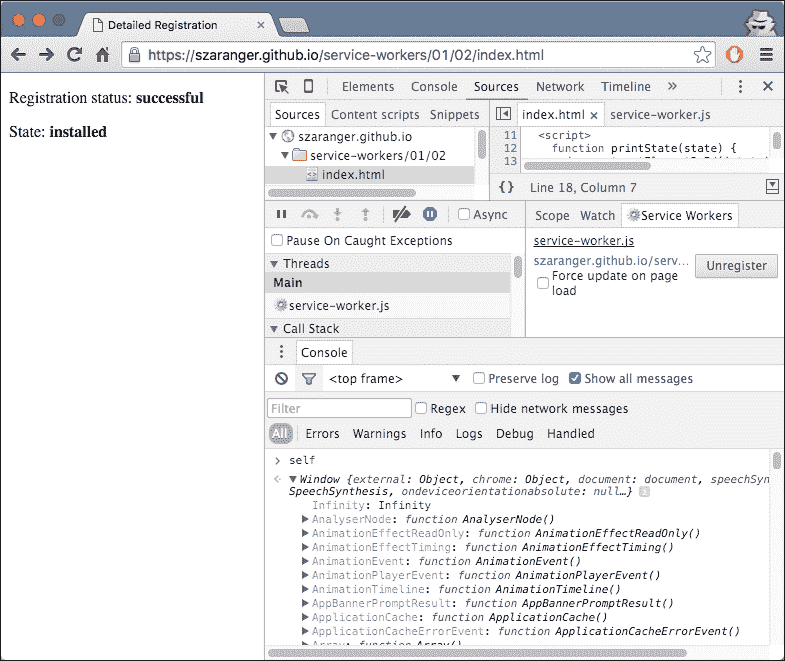 Detailed Registration
https://szaranger.github.io/service-workers/01/02/index.html
Registration status: successful
State: installed
Elements Console Sources Network Timeline »
Sources Content scripts Snippets
index.html × service-worker.js
szaranger.github.io
service-workers/01/02
index.html
11 <script>
12 function printState(state) {
13
{} Line 18, Column 7
Async
Scope Watch Service Workers
Pause On Caught Exceptions
Threads
Main
service-worker.js
Call Stack
service-worker.js
szaranger.github.io/serv...
Unregister
Force update on page
load
Console
<top frame> Preserve log Show all messages
Filter Regex Hide network messages
All Errors Warnings Info Logs Debug Handled
> self
Window {external: Object, chrome: Object, document: document, speechSyn
SpeechSynthesis, ondeviceorientationabsolute: null…}
Infinity: Infinity
AnalyserNode: function AnalyserNode()
AnimationEffectReadOnly: function AnimationEffectReadOnly()
AnimationEffectTiming: function AnimationEffectTiming()
AnimationEvent: function AnimationEvent()
AnimationPlayerEvent: function AnimationPlayerEvent()
AnimationTimeline: function AnimationTimeline()
AppBannerPromptResult: function AppBannerPromptResult()
ApplicationCache: function ApplicationCache()
ApplicationCacheErrorEvent: function ApplicationCacheErrorEvent()
Array: function Array()